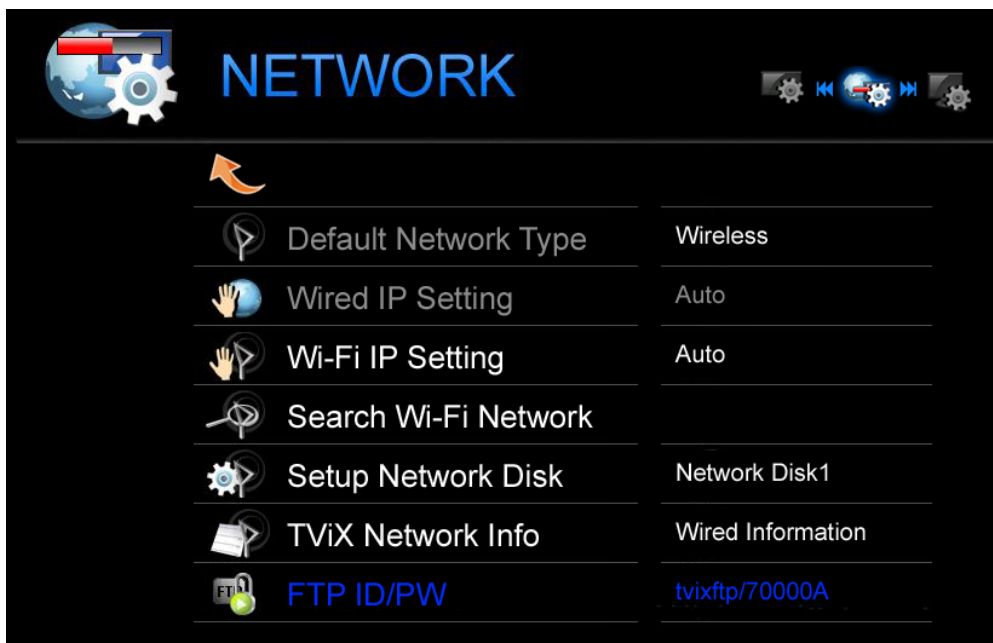 NETWORK
Default Network Type Wireless
Wired IP Setting Auto
Wi-Fi IP Setting Auto
Search Wi-Fi Network
Setup Network Disk Network Disk1
TViX Network Info Wired Information
FTP FTP ID/PW tvixftp/70000A